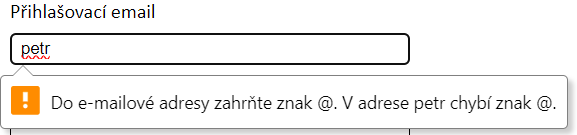 Přihlašovací email
petr
Do e-mailové adresy zahrňte znak @. V adrese petr chybí znak @.